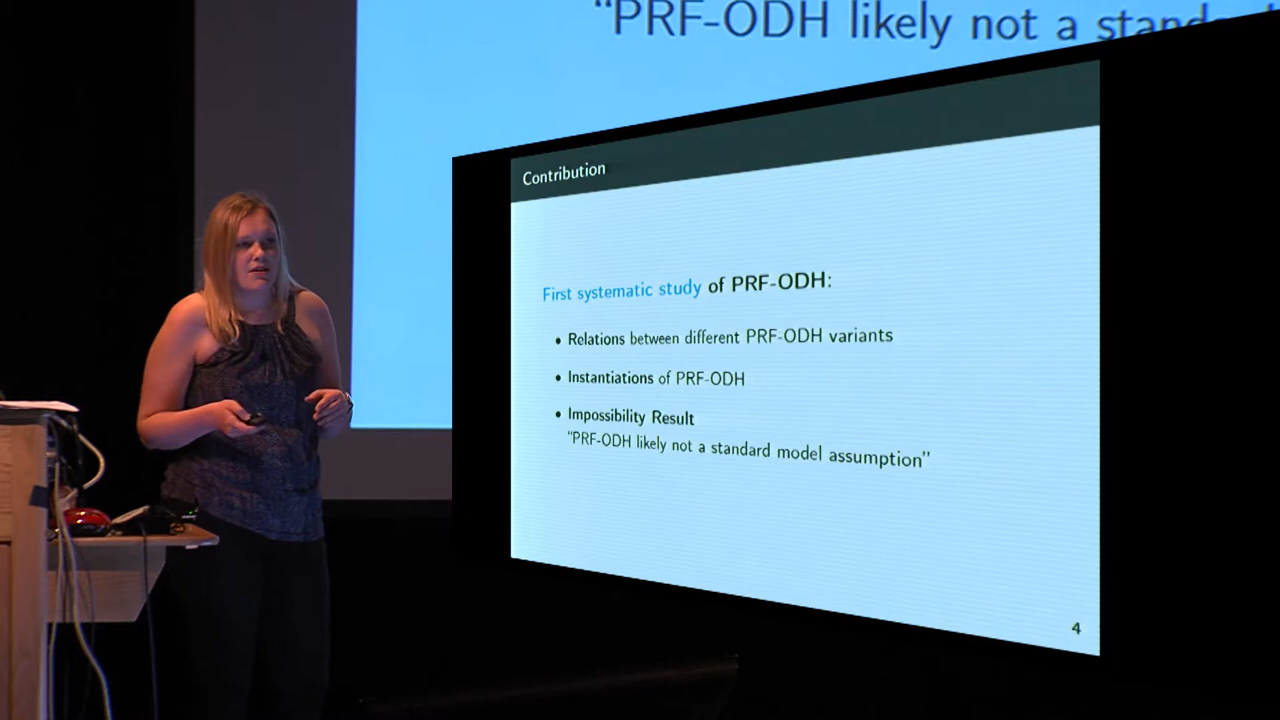 “PRF-ODH likely not a
Contribution
First systematic study of PRF-ODH:
• Relations between different PRF-ODH variants
• Instantiations of PRF-ODH
• Impossibility Result
“PRF-ODH likely not a standard model assumption”
4